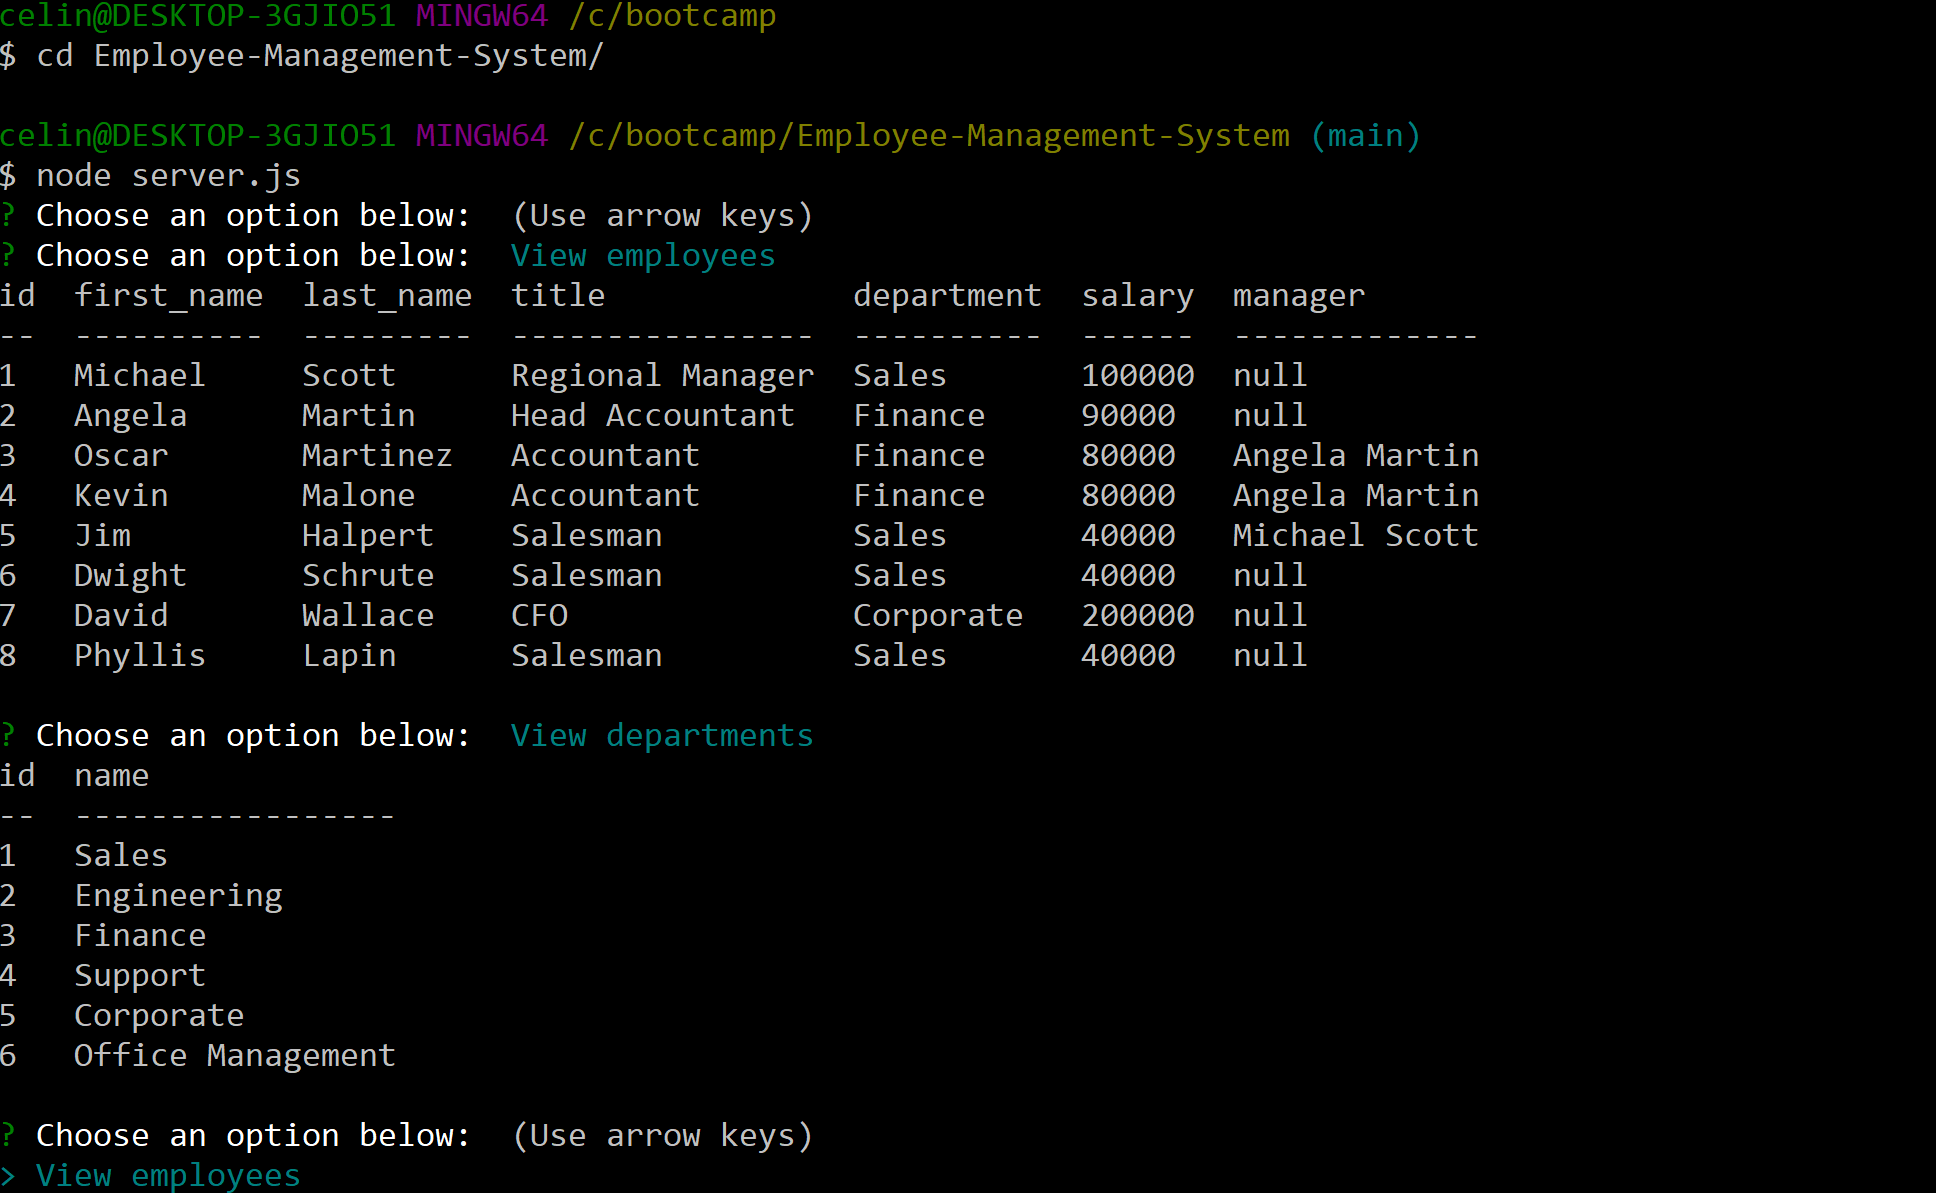 celin@DESKTOP-3GJIO51 MINGW64 /c/bootcamp
$ cd Employee-Management-System/
celin@DESKTOP-3GJIO51 MINGW64 /c/bootcamp/Employee-Management-System (main)
$ node server.js
? Choose an option below:  (Use arrow keys)
? Choose an option below:  View employees
id  first_name  last_name  title             department  salary  manager
--  ----------  ---------  ----------------  ----------  ------  -------------
1   Michael     Scott      Regional Manager  Sales       100000  null
2   Angela      Martin     Head Accountant   Finance     90000   null
3   Oscar       Martinez   Accountant        Finance     80000   Angela Martin
4   Kevin       Malone     Accountant        Finance     80000   Angela Martin
5   Jim         Halpert    Salesman          Sales       40000   Michael Scott
6   Dwight      Schrute    Salesman          Sales       40000   null
7   David       Wallace    CFO               Corporate   200000  null
8   Phyllis     Lapin      Salesman          Sales       40000   null
? Choose an option below:  View departments
id  name
--  -----------------
1   Sales
2   Engineering
3   Finance
4   Support
5   Corporate
6   Office Management
? Choose an option below:  (Use arrow keys)
> View employees